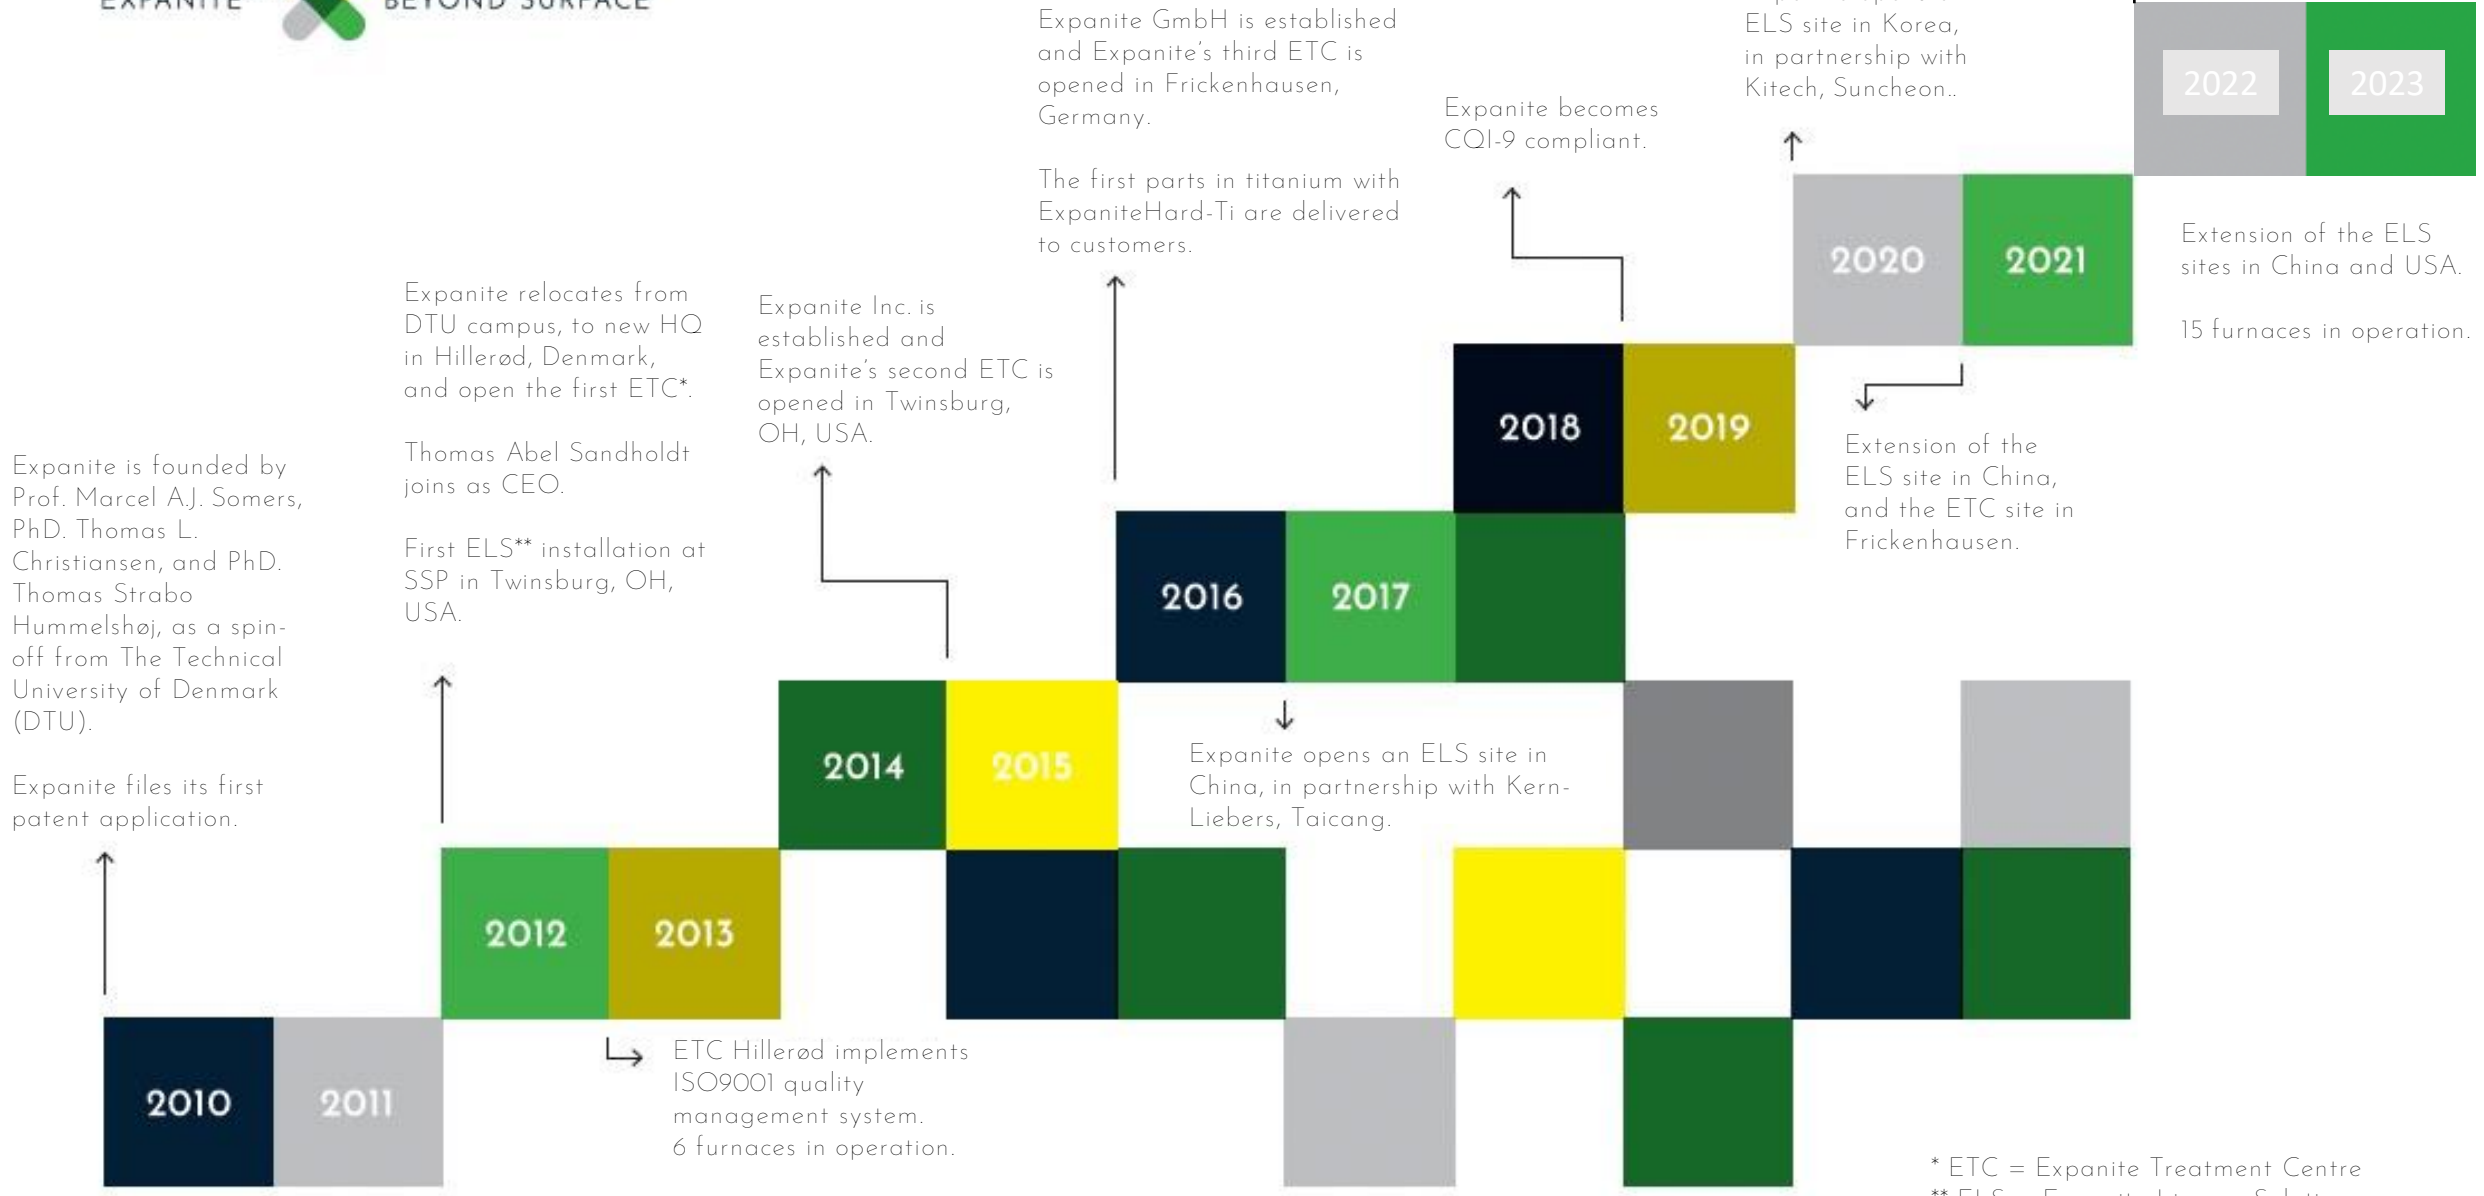 EXPANITE
BEYOND SURFACE
Expanite GmbH is established
and Expanite's third ETC is
opened in Frickenhausen,
Germany.
The first parts in titanium with
ExpaniteHard-Ti are delivered
to customers.
Expanite becomes
CQI-9 compliant.
ELS site in Korea,
in partnership with
Kitech, Suncheon..
2022
2023
Extension of the ELS
sites in China and USA.
15 furnaces in operation.
2020
2021
Expanite relocates from
DTU campus, to new HQ
in Hillerød, Denmark,
and open the first ETC*.
Thomas Abel Sandholdt
joins as CEO.
First ELS** installation at
SSP in Twinsburg, OH,
USA.
Expanite Inc. is
established and
Expanite's second ETC is
opened in Twinsburg,
OH, USA.
2018
2019
Extension of the
ELS site in China,
and the ETC site in
Frickenhausen.
Expanite is founded by
Prof. Marcel A.J. Somers,
PhD. Thomas L.
Christiansen, and PhD.
Thomas Strabo
Hummelshøj, as a spin-
off from The Technical
University of Denmark
(DTU).
Expanite files its first
patent application.
2016
2017
2014
2015
Expanite opens an ELS site in
China, in partnership with Kern-
Liebers, Taicang.
2012
2013
2010
2011
ETC Hillerød implements
ISO9001 quality
management system.
6 furnaces in operation.
* ETC = Expanite Treatment Centre